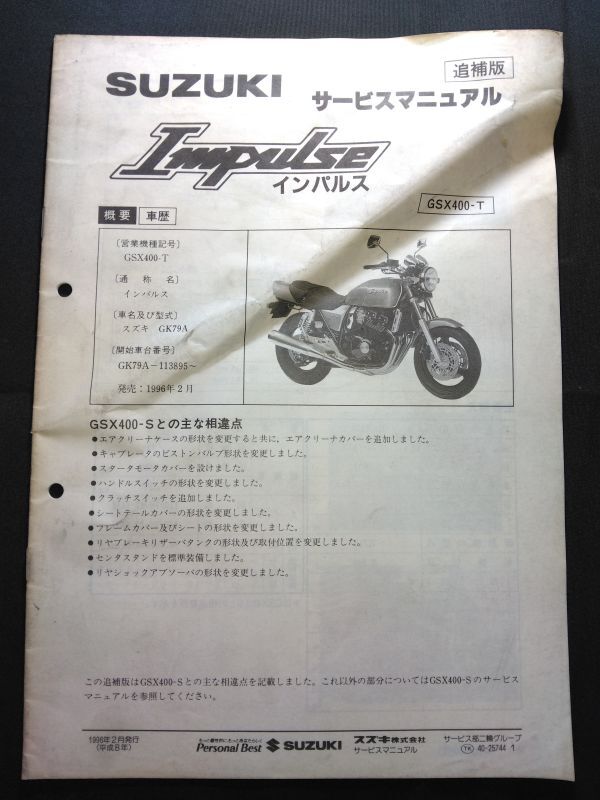 SUZUKI
追補版
サービスマニュアル
Impulse
インパルス
GSX400-T
概要 車歴
〔営業機種記号〕
GSX400-T
〔通称名〕
インパルス
〔車名及び型式〕
スズキ GK79A
〔開始車台番号〕
GK79A-113895~
発売:1996年2月
GSX400-Sとの主な相違点
●エアクリーナケースの形状を変更すると共に、エアクリーナカバーを追加しました。
●キャブレータのピストンバルブ形状を変更しました。
●スタータモータカバーを設けました。
●ハンドルスイッチの形状を変更しました。
●クラッチスイッチを追加しました。
●シートテールカバーの形状を変更しました。
●フレームカバー及びシートの形状を変更しました。
●リヤブレーキリザーバタンクの形状及び取付位置を変更しました。
●センタスタンドを標準装備しました。
●リヤショックアブソーバの形状を変更しました。
この追補版はGSX400-Sとの主な相違点を記載しました。これ以外の部分についてはGSX400-Sのサービス
マニュアルを参照してください。
1996年2月発行
(平成8年)
もっと個性的に もっとあなたらしく
Personal Best
SUZUKI
スズキ株式会社
サービスマニュアル
サービス部二輪グループ
TK 40-25744 1